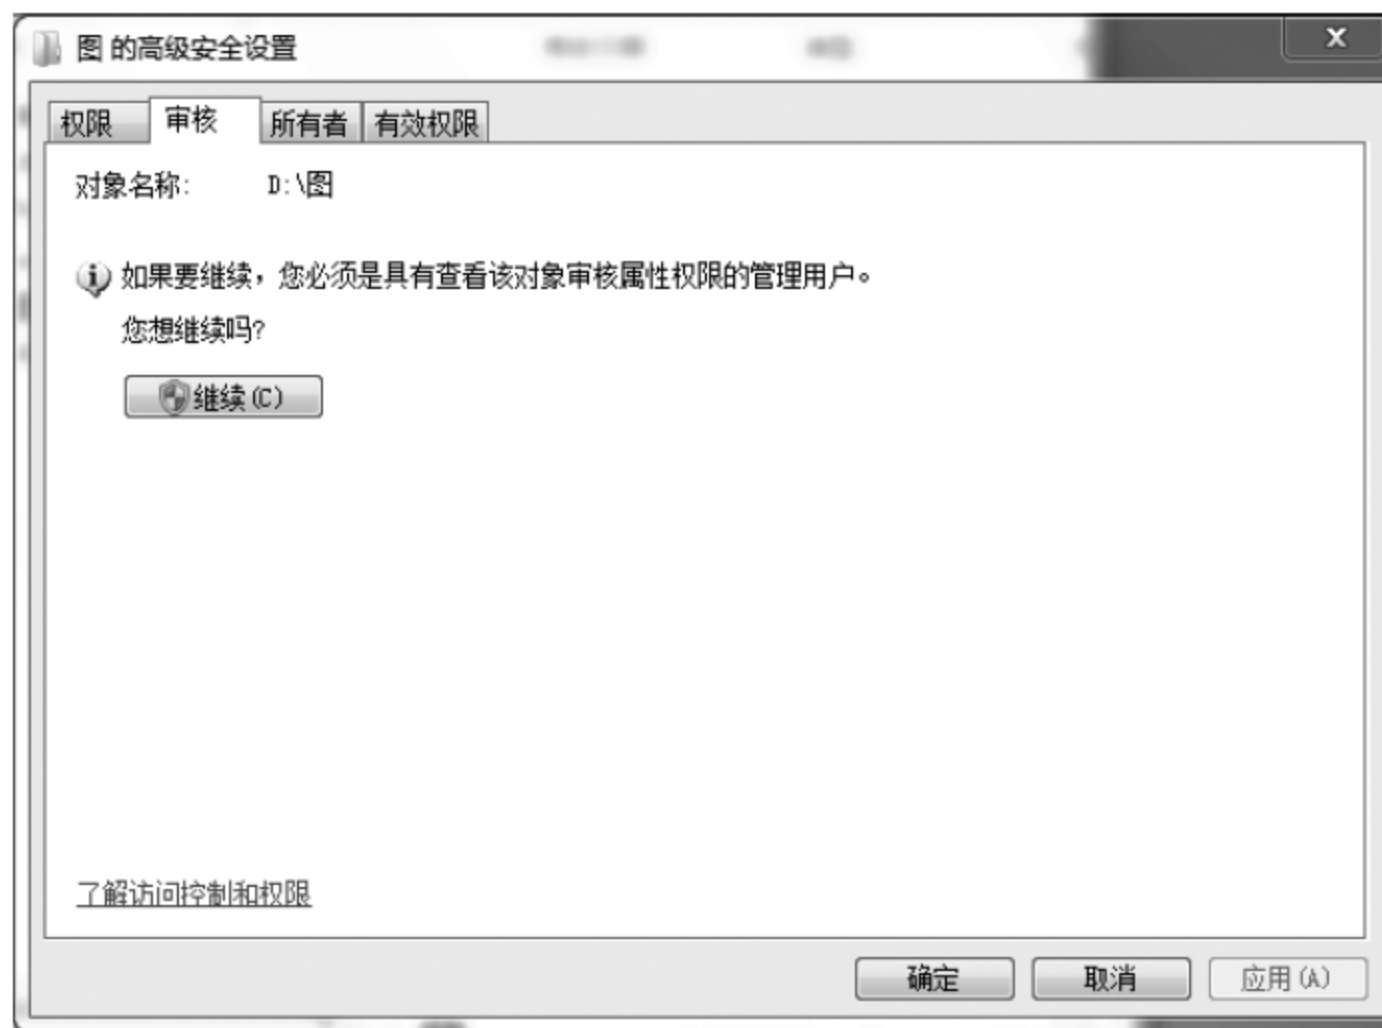 图 的高级安全设置
权限 审核 所有者 有效权限
对象名称: D:\图
如果要继续，您必须是具有查看该对象审核属性权限的管理用户。
您想继续吗?
继续(C)
了解访问控制和权限
确定 取消 应用(A)